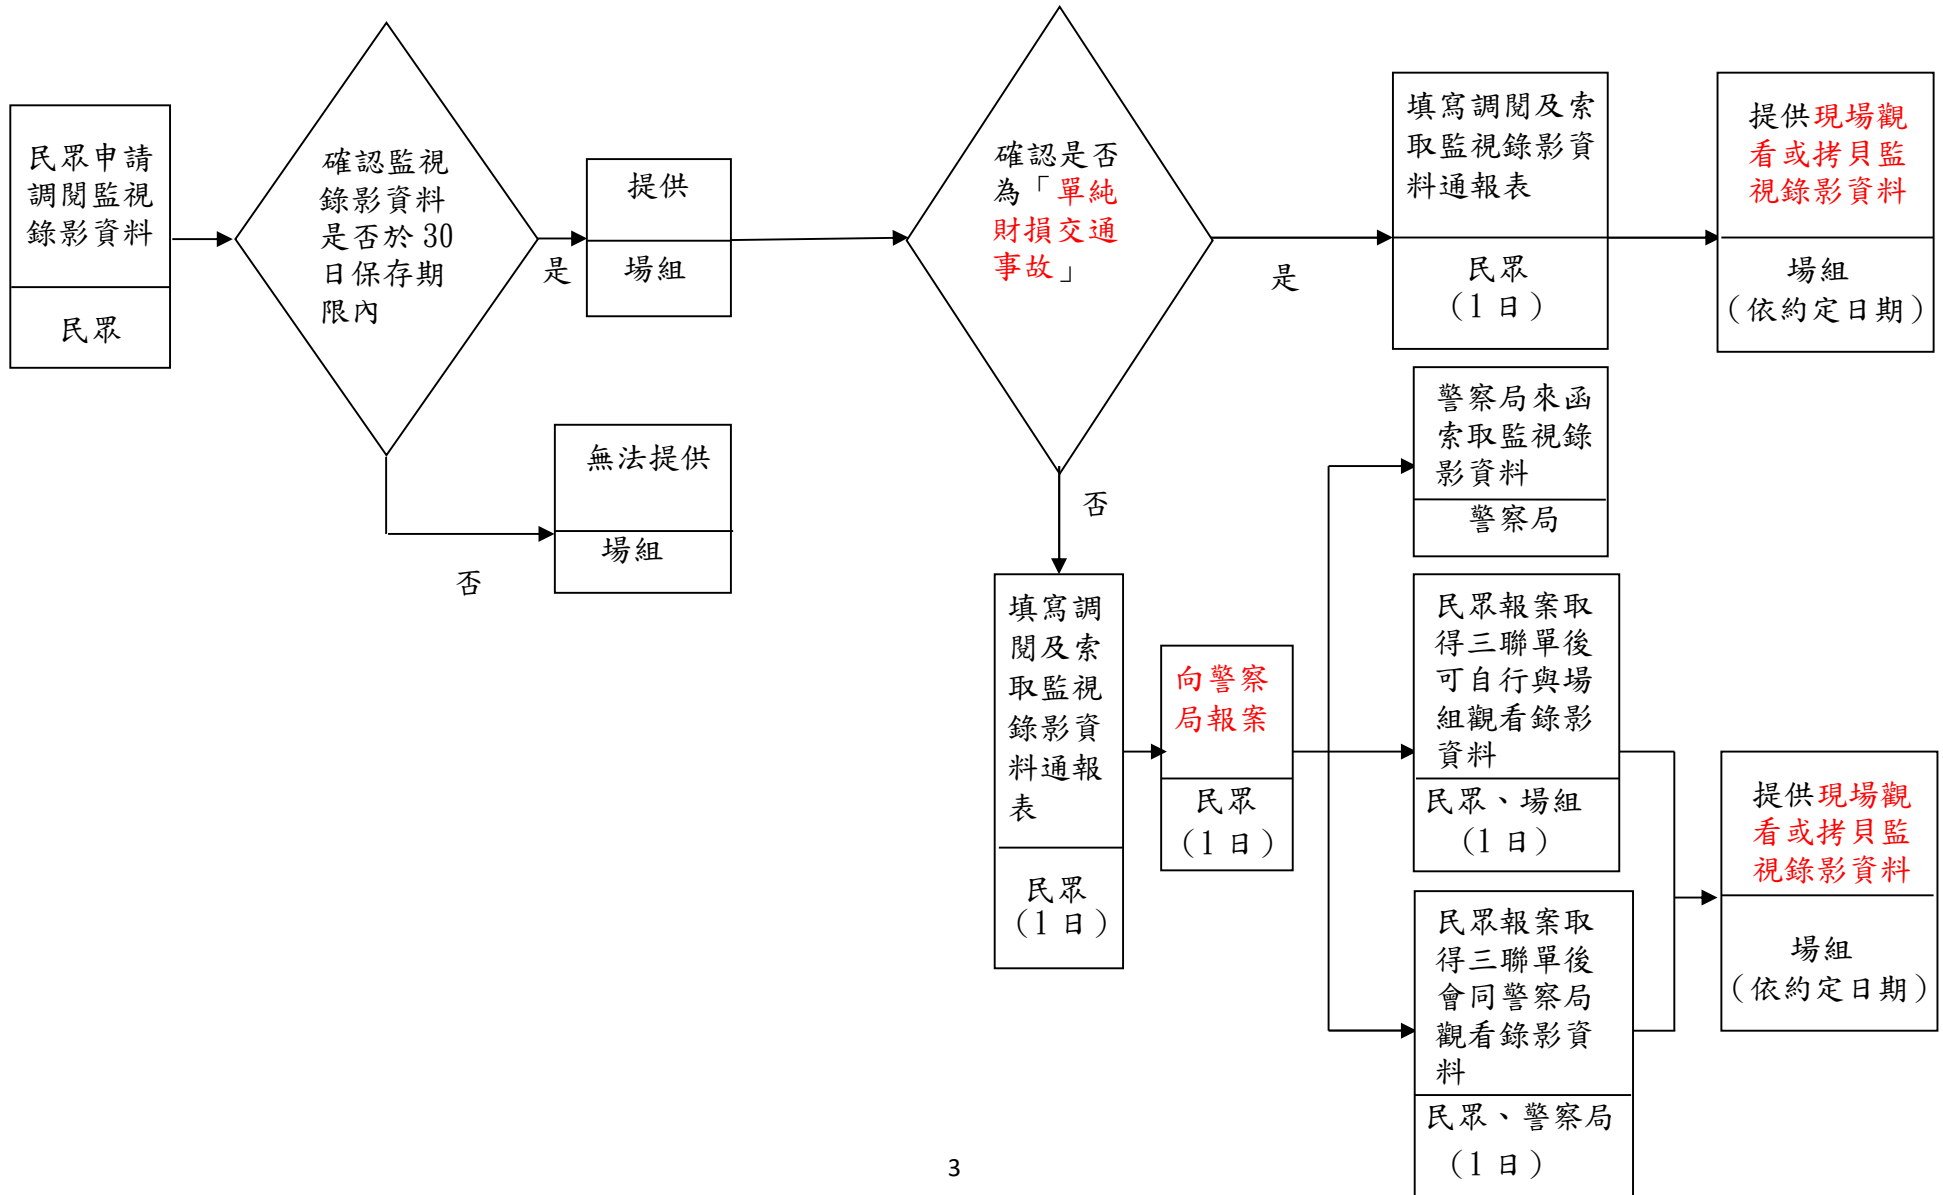 民眾申請
調閱監視
錄影資料
民眾
確認監視
錄影資料
是否於 30
日保存期
限內
是
提供
場組
否
無法提供
場組
確認是否
為「單純
財損交通
事故」
是
填寫調閱及索
取監視錄影資
料通報表
民眾
（1 日）
提供現場觀
看或拷貝監
視錄影資料
場組
（依約定日期）
否
填寫調
閱及索
取監視
錄影資
料通報
表
民眾
（1 日）
向警察
局報案
民眾
（1 日）
警察局來函
索取監視錄
影資料
警察局
民眾報案取
得三聯單後
可自行與場
組觀看錄影
資料
民眾、場組
（1 日）
民眾報案取
得三聯單後
會同警察局
觀看錄影資
料
民眾、警察局
（1 日）
提供現場觀
看或拷貝監
視錄影資料
場組
（依約定日期）
3